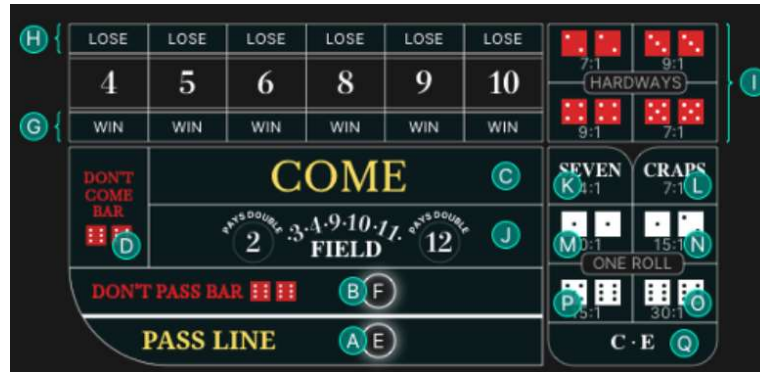 H LOSE LOSE LOSE LOSE LOSE LOSE
4 5 6 8 9 10
G WIN WIN WIN WIN WIN WIN
7:1 9:1
HARDWAYS I
9:1 7:1
DON'T
COME
BAR
D
COME C
PAYS DOUBLE PAYS DOUBLE
2 .3·4·9·10·11. 12 J
FIELD
DON'T PASS BAR B F
PASS LINE A E
SEVEN CRAPS
K :1 7:1 L
M 0:1 15:1 N
ONE ROLL
P 15:1 30:1 O
C · E Q